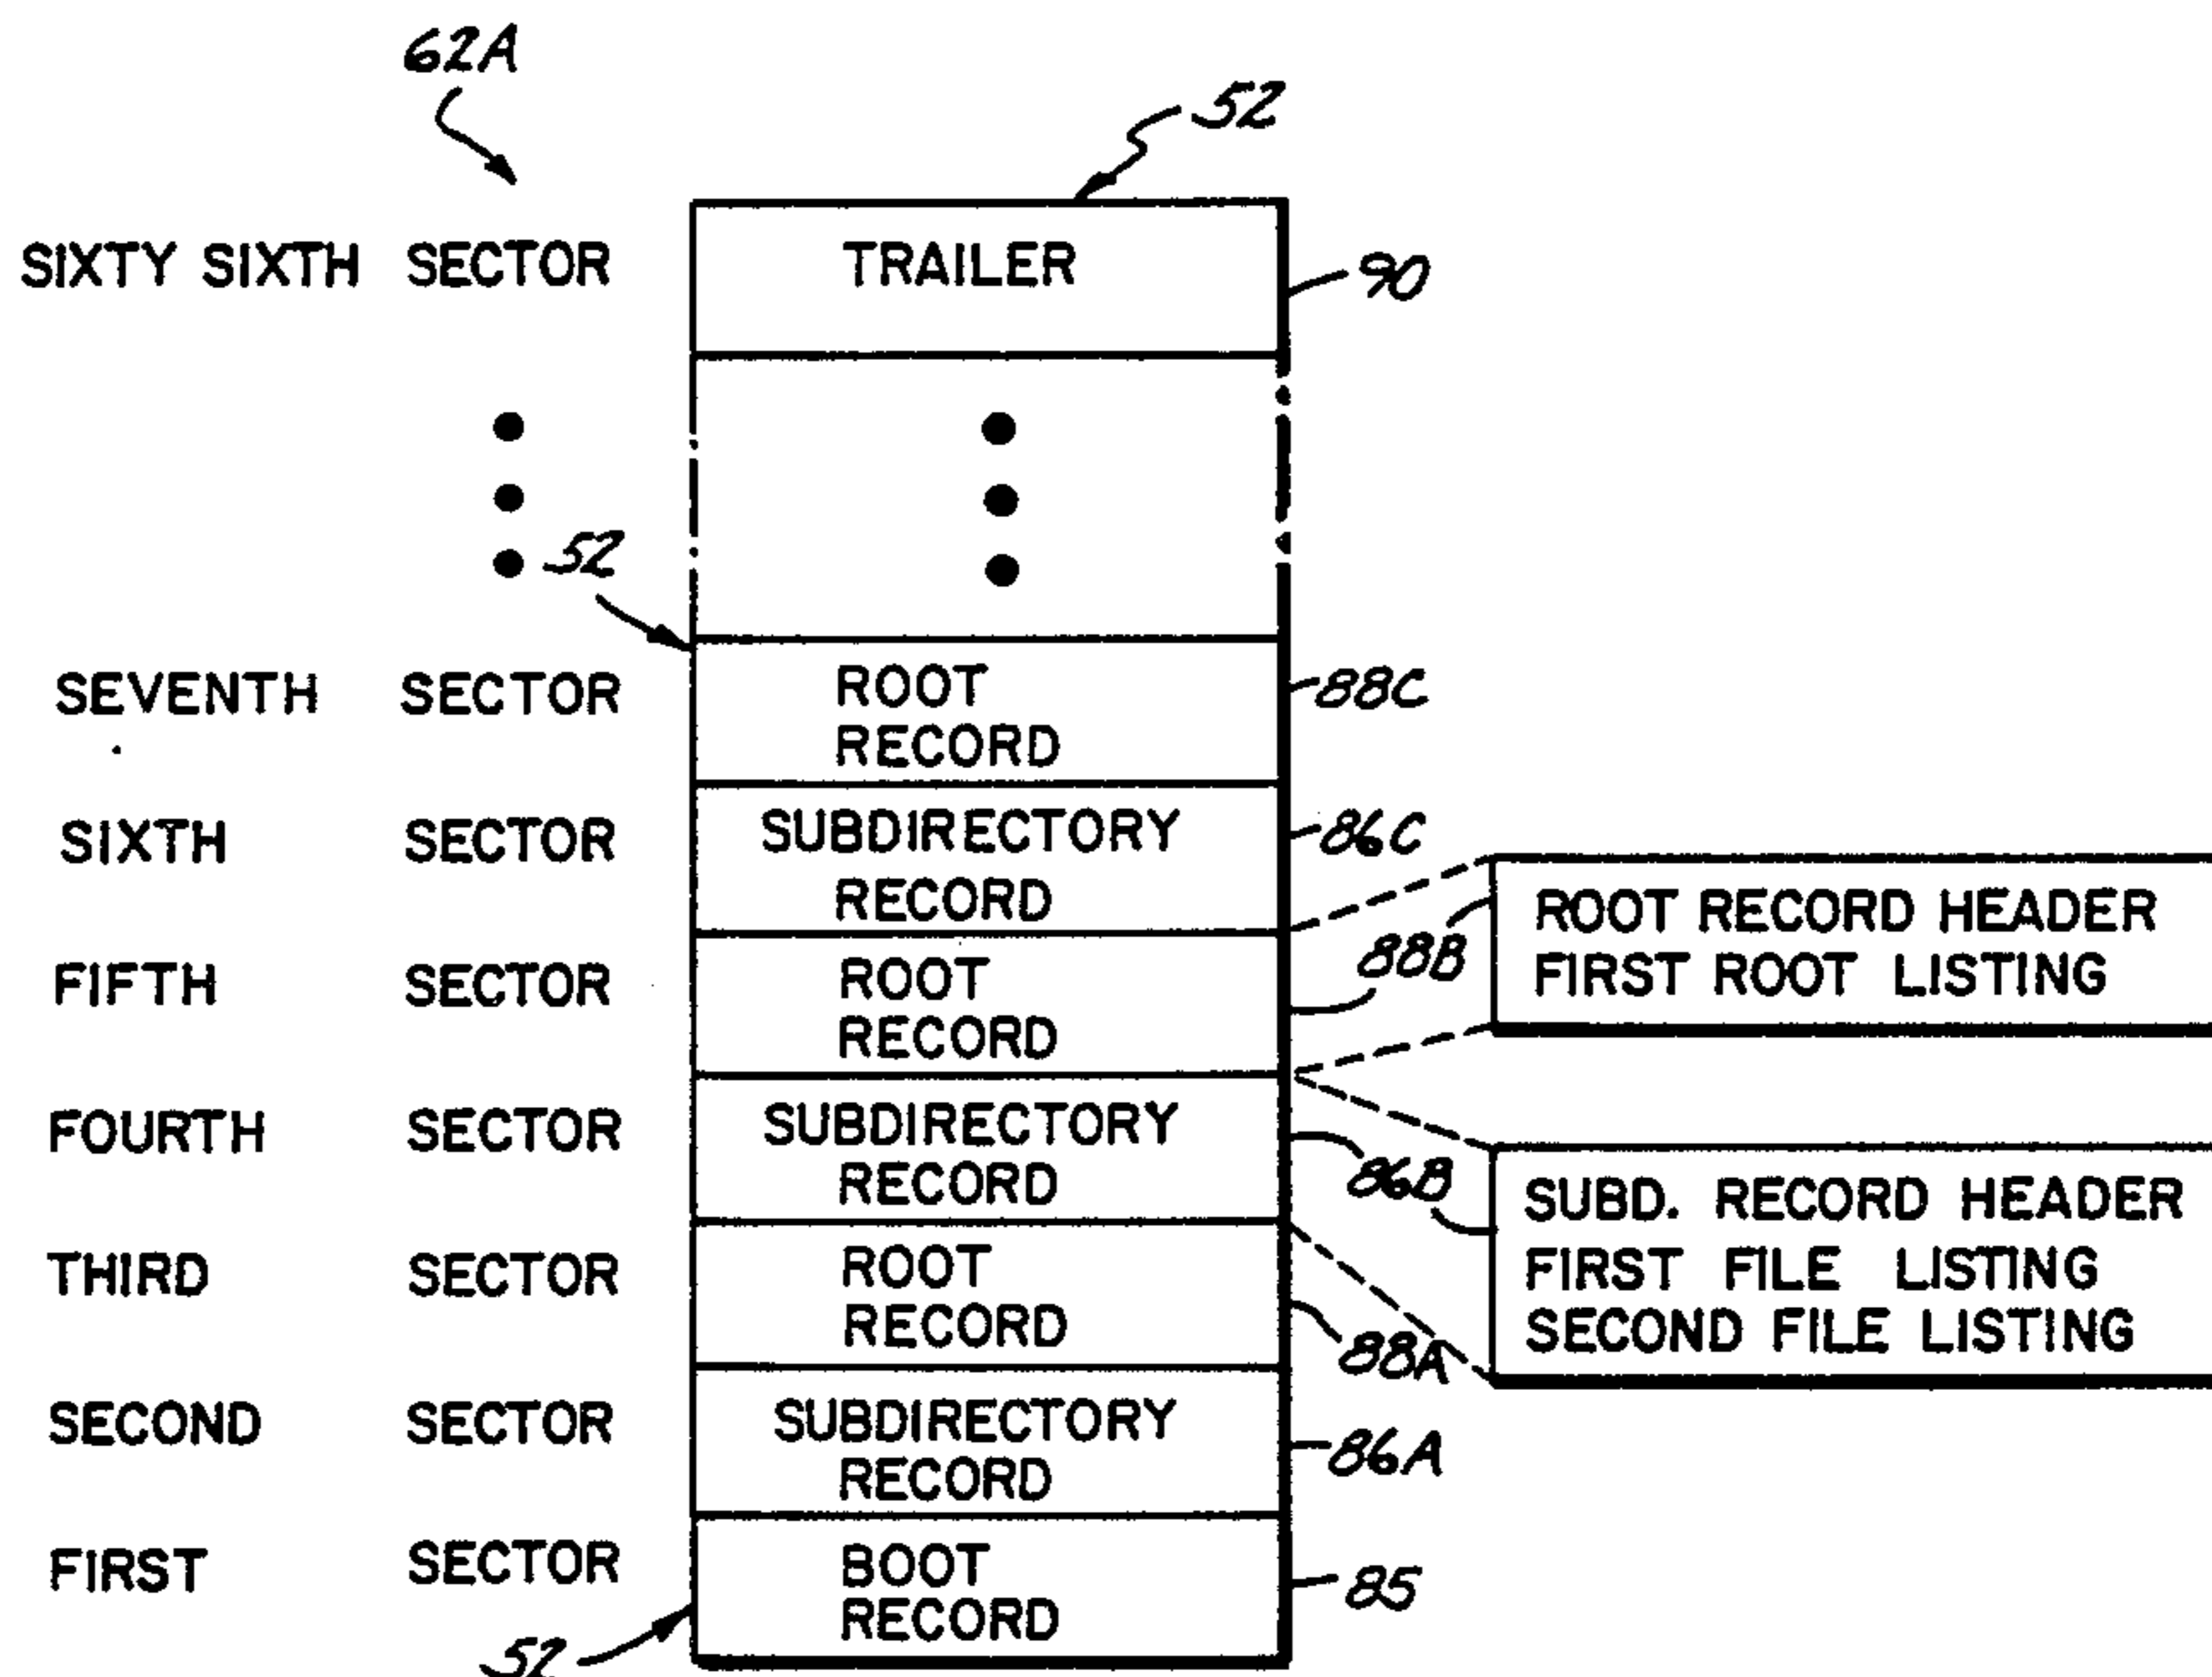 62A
52
SIXTY SIXTH SECTOR TRAILER 90
52
SEVENTH SECTOR ROOT RECORD 88C
SIXTH SECTOR SUBDIRECTORY RECORD 86C
ROOT RECORD HEADER
FIRST ROOT LISTING
FIFTH SECTOR ROOT RECORD 88B
FOURTH SECTOR SUBDIRECTORY RECORD 86B
SUBD. RECORD HEADER
FIRST FILE LISTING
SECOND FILE LISTING
THIRD SECTOR ROOT RECORD 88A
SECOND SECTOR SUBDIRECTORY RECORD 86A
FIRST SECTOR BOOT RECORD 85
52